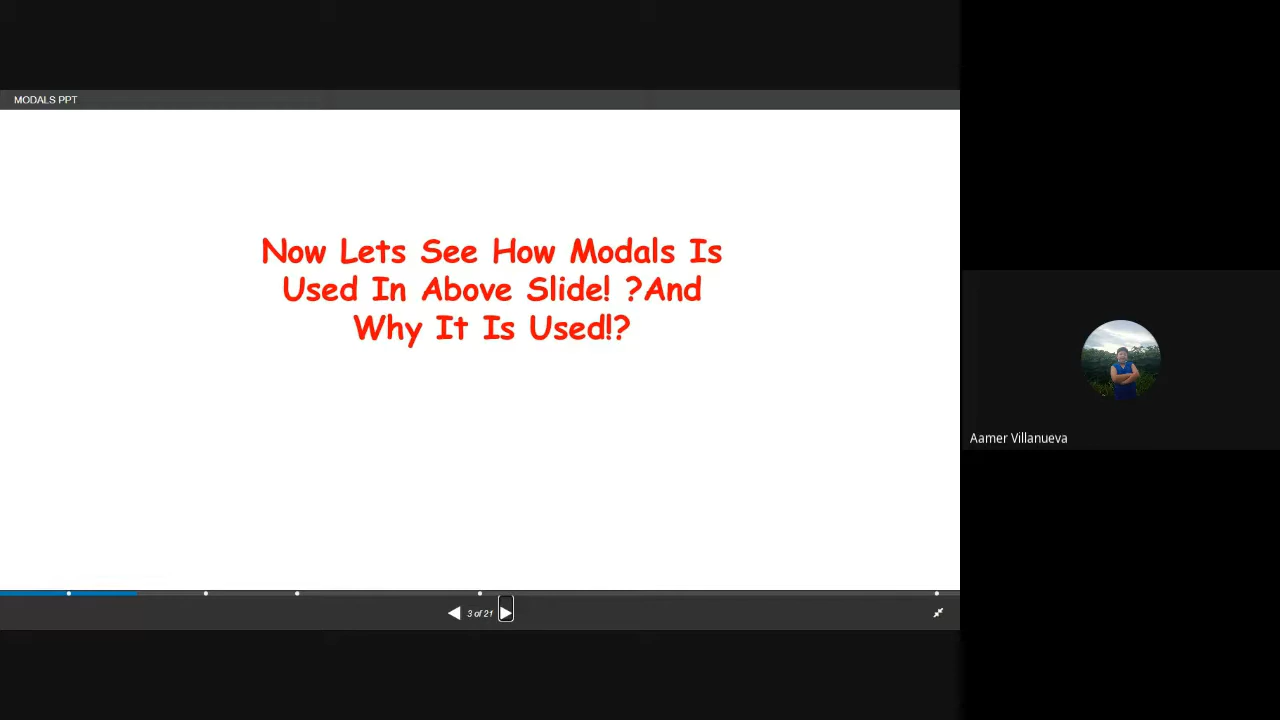 MODALS PPT
Now Lets See How Modals Is
Used In Above Slide! ?And
Why It Is Used!?
Aamer Villanueva
3 of 21